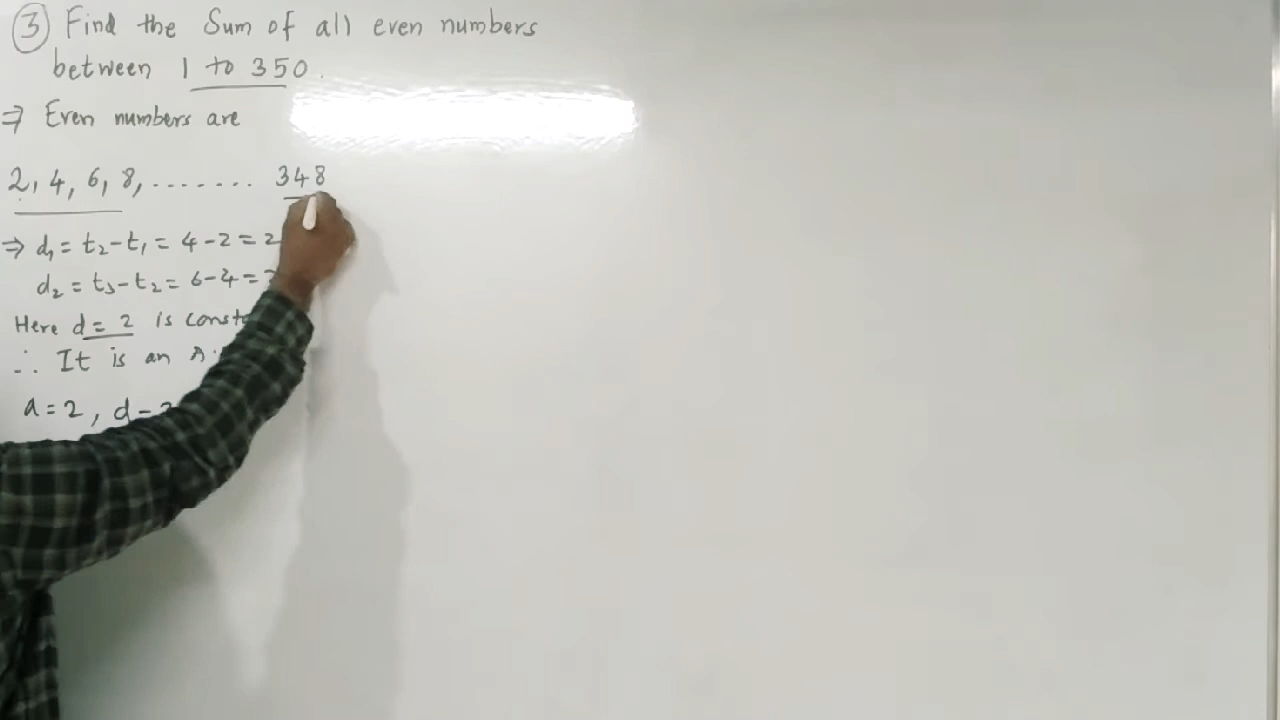 ③ Find the Sum of all even numbers
between 1 to 350.
⇒ Even numbers are
2, 4, 6, 8, ....... 348
⇒ d₁ = t₂-t₁ = 4-2 = 2
d₂ = t₃-t₂ = 6-4 =
Here d = 2 is
∴ It is an
a = 2, d =